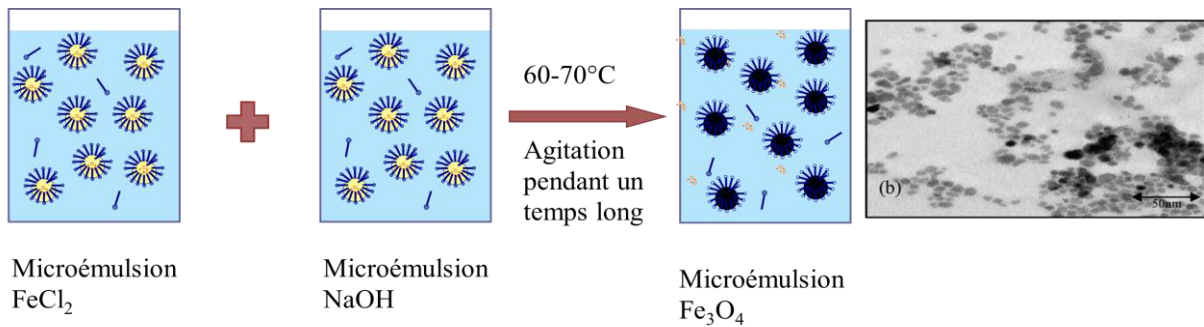 60-70°C
Agitation
pendant un
temps long
(b)
50nm
Microémulsion
FeCl₂
Microémulsion
NaOH
Microémulsion
Fe₃O₄